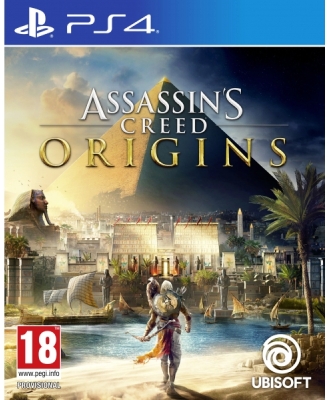 PS4
ASSASSIN'S
CREED
ORIGINS
18
www.pegi.info
PROVISIONAL
UBISOFT